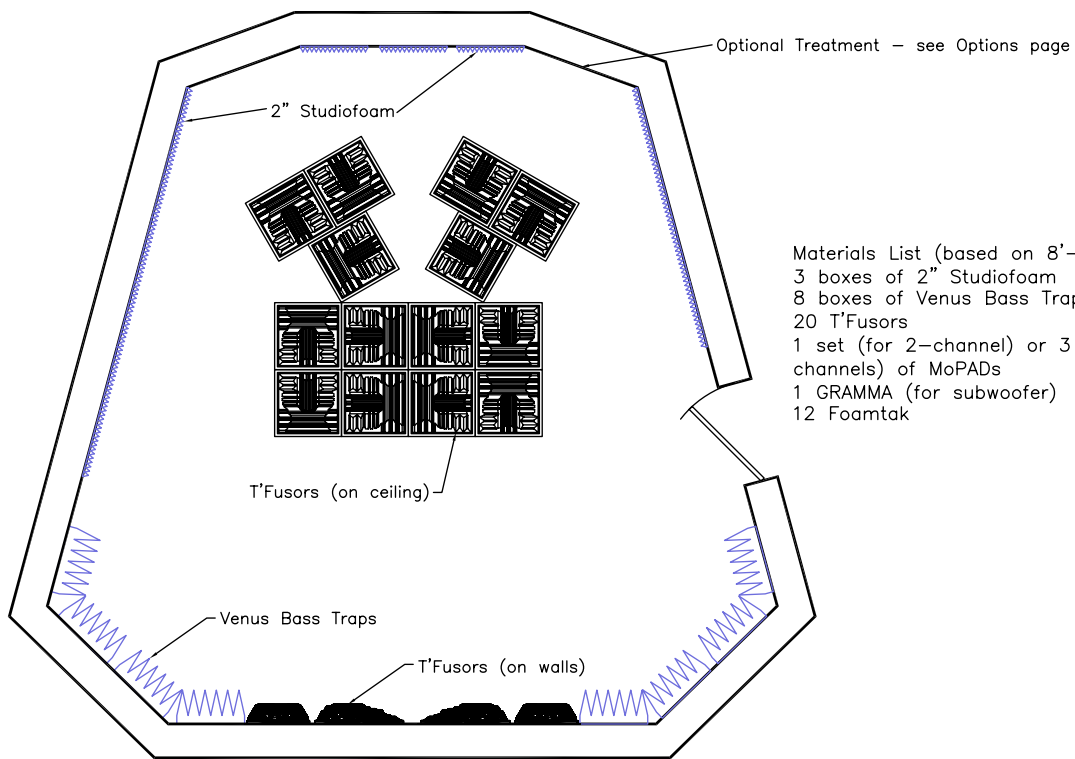 Optional Treatment – see Options page
2” Studiofoam
Materials List (based on 8’–
3 boxes of 2” Studiofoam
8 boxes of Venus Bass Trap
20 T’Fusors
1 set (for 2–channel) or 3
channels) of MoPADs
1 GRAMMA (for subwoofer)
12 Foamtak
T’Fusors (on ceiling)
Venus Bass Traps
T’Fusors (on walls)